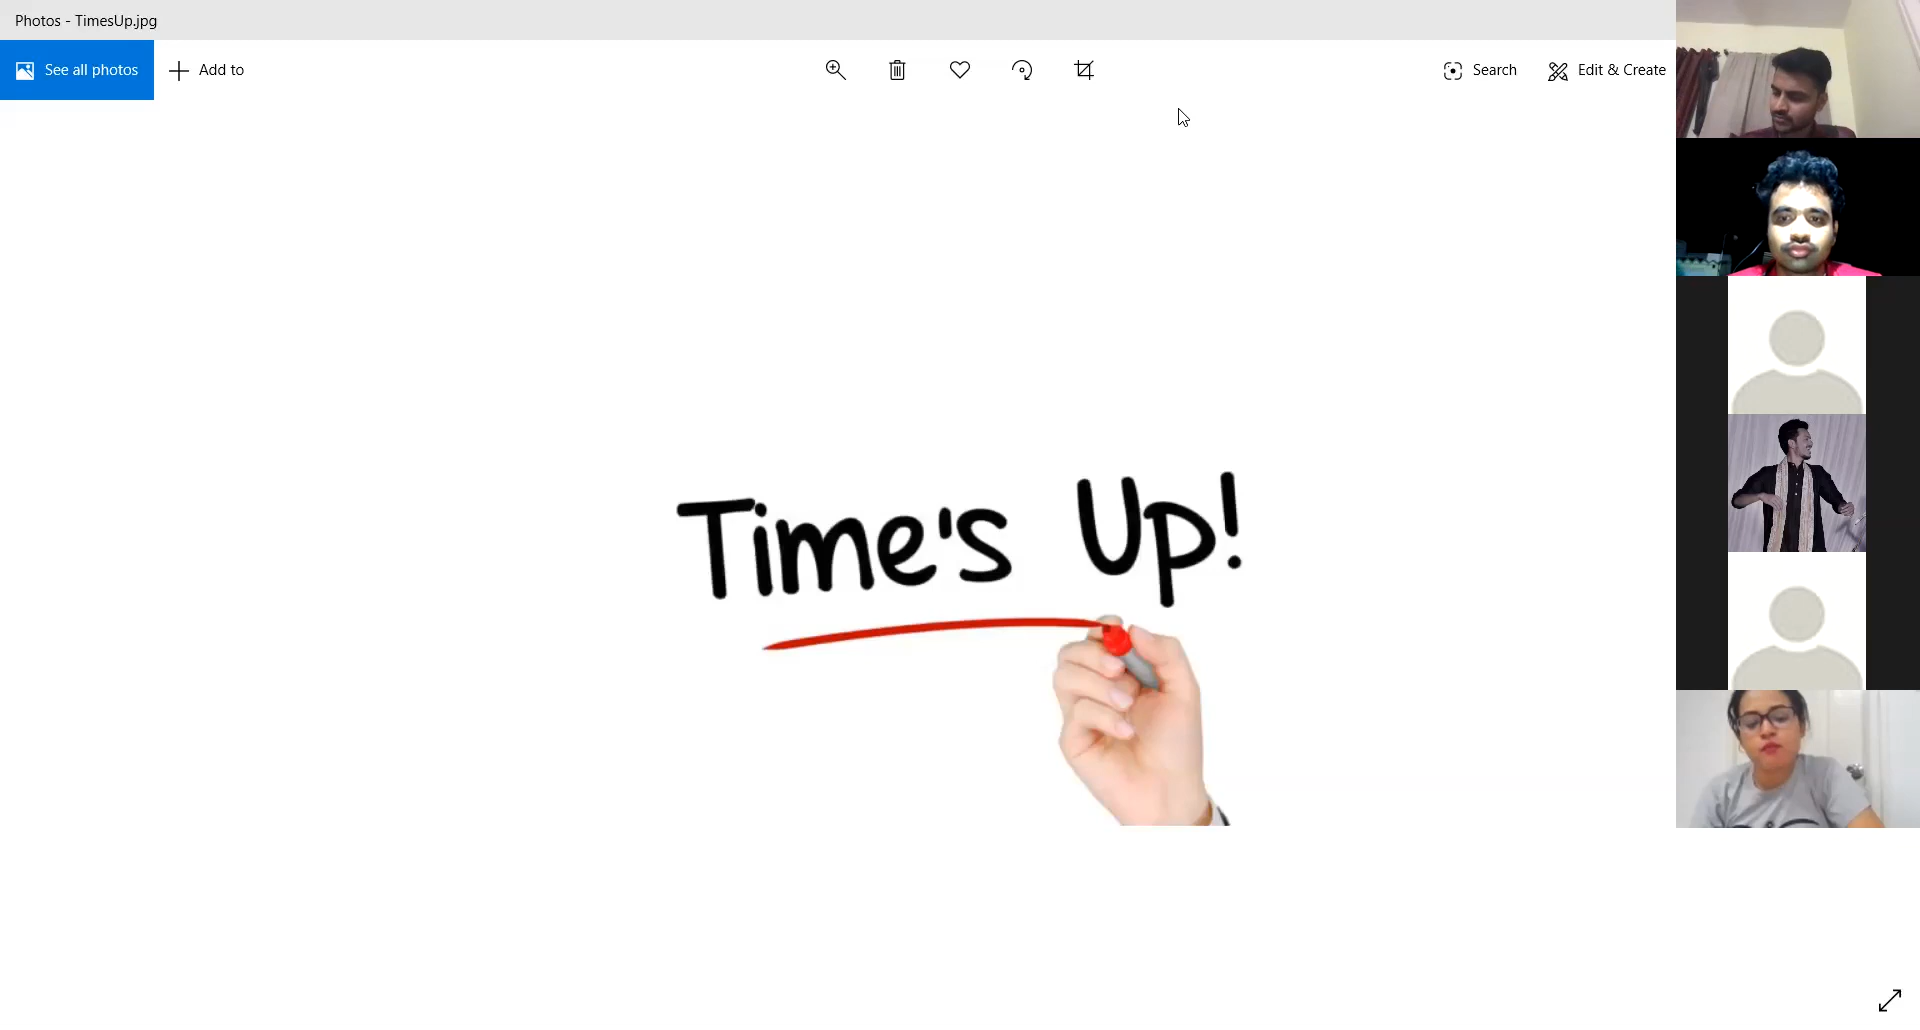 Photos - TimesUp.jpg
See all photos
Add to
Search
Edit & Create
Time's Up!